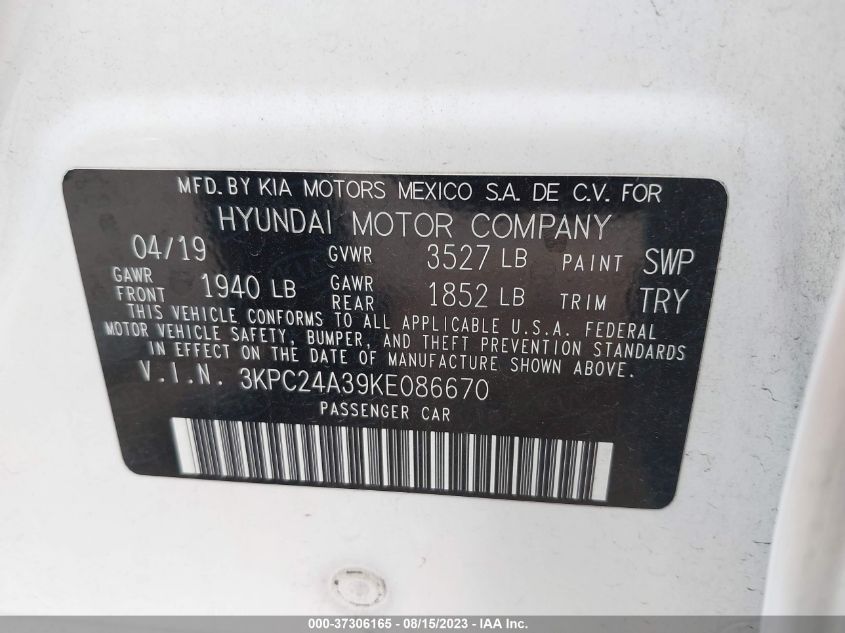 MFD. BY KIA MOTORS MEXICO S.A. DE C.V. FOR
HYUNDAI MOTOR COMPANY
04/19 GVWR 3527 LB PAINT SWP
GAWR FRONT 1940 LB GAWR REAR 1852 LB TRIM TRY
THIS VEHICLE CONFORMS TO ALL APPLICABLE U.S.A. FEDERAL
MOTOR VEHICLE SAFETY, BUMPER, AND THEFT PREVENTION STANDARDS
IN EFFECT ON THE DATE OF MANUFACTURE SHOWN ABOVE.
V.I.N. 3KPC24A39KE086670
PASSENGER CAR
000-37306165 - 08/15/2023 - IAA Inc.